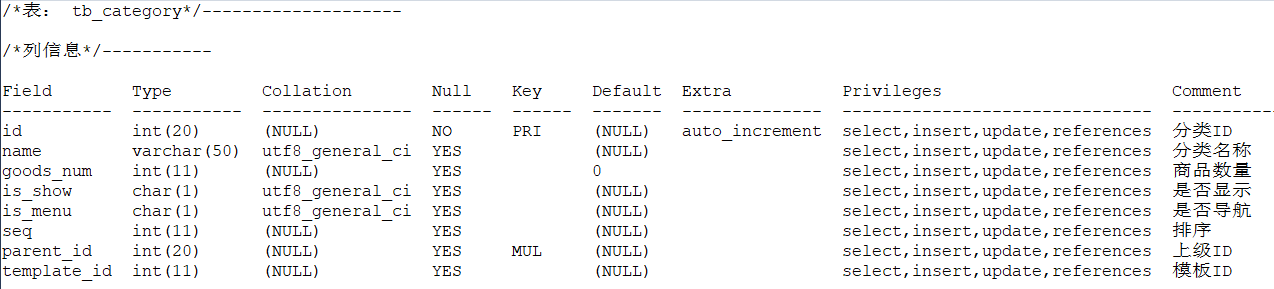 /*表： tb_category*/--------------------
/*列信息*/-----------
Field        Type          Collation        Null    Key     Default  Extra           Privileges                       Comment
-----------  ------------  ---------------  ------  ------  -------  --------------  -------------------------------  -----------
id           int(20)       (NULL)           NO      PRI     (NULL)   auto_increment  select,insert,update,references  分类ID
name         varchar(50)   utf8_general_ci  YES             (NULL)                   select,insert,update,references  分类名称
goods_num    int(11)       (NULL)           YES             0                        select,insert,update,references  商品数量
is_show      char(1)       utf8_general_ci  YES             (NULL)                   select,insert,update,references  是否显示
is_menu      char(1)       utf8_general_ci  YES             (NULL)                   select,insert,update,references  是否导航
seq          int(11)       (NULL)           YES             (NULL)                   select,insert,update,references  排序
parent_id    int(20)       (NULL)           YES     MUL     (NULL)                   select,insert,update,references  上级ID
template_id  int(11)       (NULL)           YES             (NULL)                   select,insert,update,references  模板ID